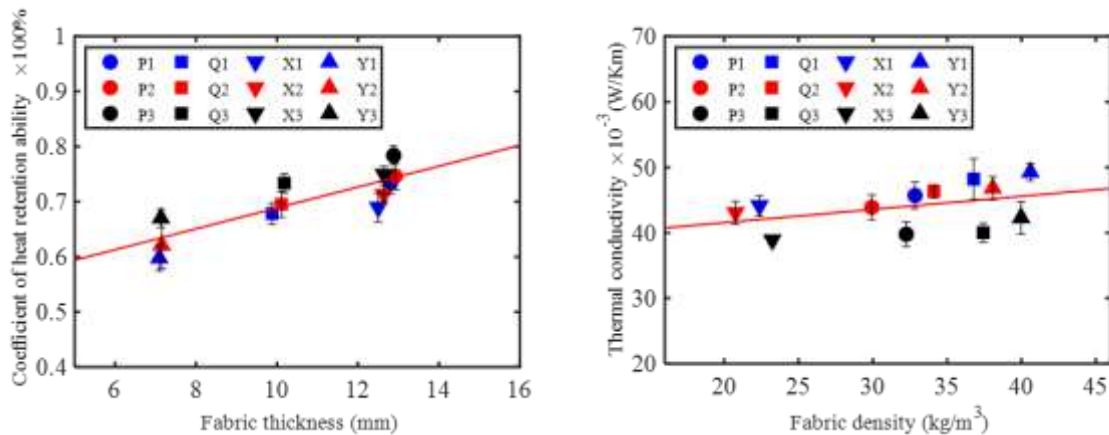 Coefficient of heat retention ability ×100%
1
0.9
0.8
0.7
0.6
0.5
0.4
P1 Q1 X1 Y1
P2 Q2 X2 Y2
P3 Q3 X3 Y3
6 8 10 12 14 16
Fabric thickness (mm)
Thermal conductivity ×10⁻³ (W/Km)
70
60
50
40
30
20
P1 Q1 X1 Y1
P2 Q2 X2 Y2
P3 Q3 X3 Y3
20 25 30 35 40 45
Fabric density (kg/m³)